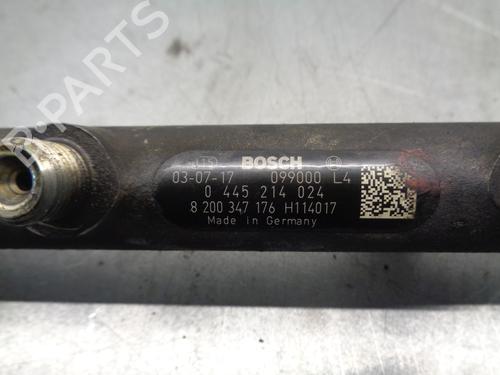 B-PARTS
BOSCH
03-07-17 099000 L4
0 445 214 024
8 200 347 176 H114017
Made in Germany